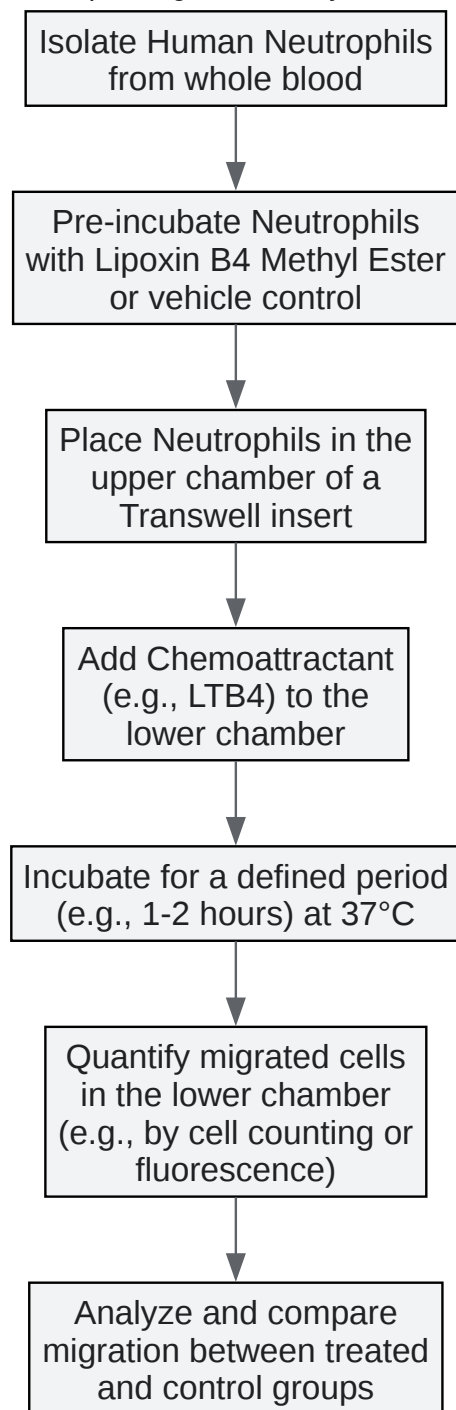 Isolate Human Neutrophils
from whole blood
Pre-incubate Neutrophils
with Lipoxin B4 Methyl Ester
or vehicle control
Place Neutrophils in the
upper chamber of a
Transwell insert
Add Chemoattractant
(e.g., LTB4) to the
lower chamber
Incubate for a defined period
(e.g., 1-2 hours) at 37°C
Quantify migrated cells
in the lower chamber
(e.g., by cell counting or
fluorescence)
Analyze and compare
migration between treated
and control groups